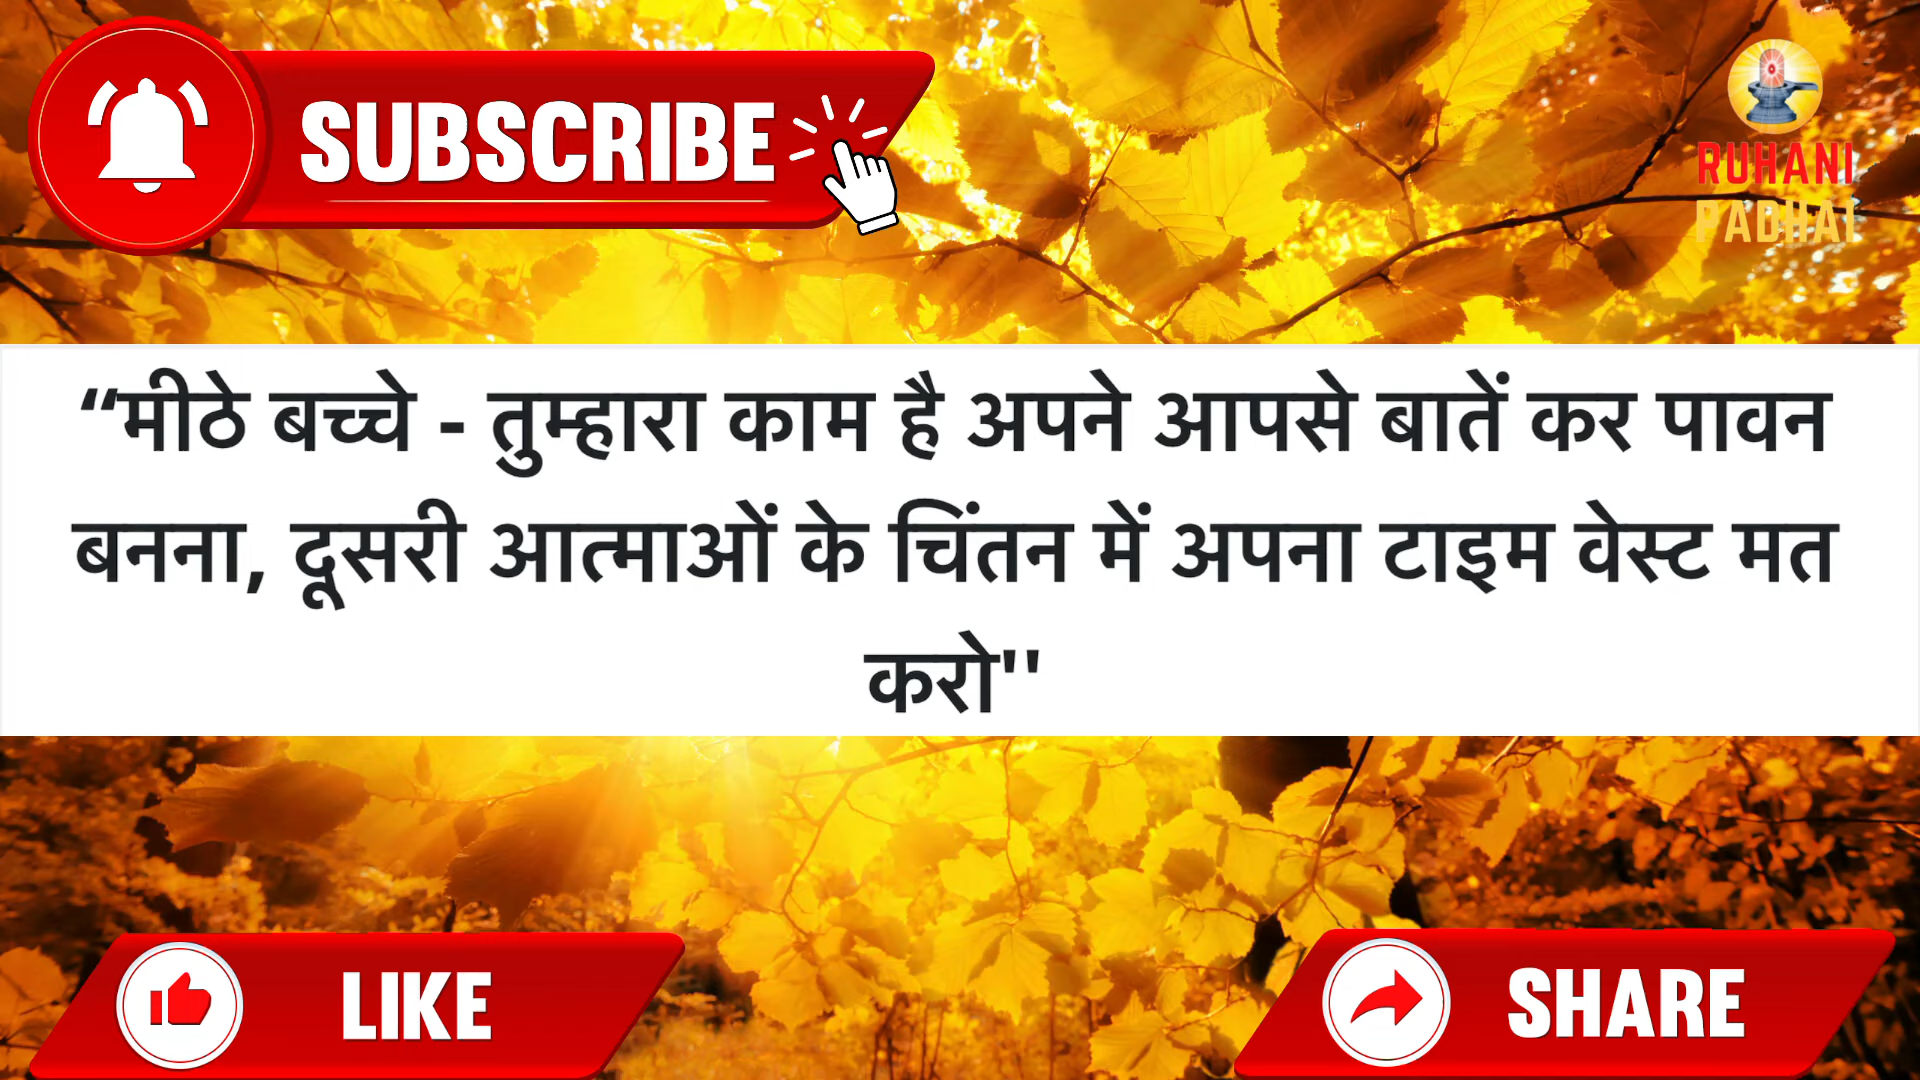 SUBSCRIBE
RUHANI
PADHAI
“मीठे बच्चे - तुम्हारा काम है अपने आपसे बातें कर पावन
बनना, दूसरी आत्माओं के चिंतन में अपना टाइम वेस्ट मत
करो''
LIKE
SHARE